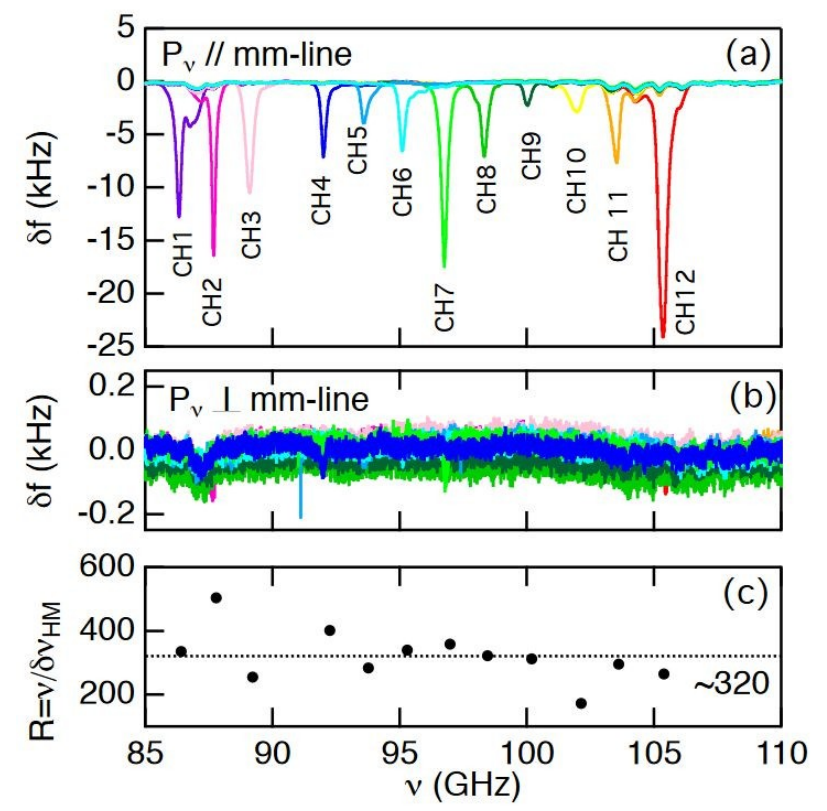 5
0
-5
-10
-15
-20
-25
δf (kHz)
Pν // mm-line
(a)
CH1
CH2
CH3
CH4
CH5
CH6
CH7
CH8
CH9
CH10
CH 11
CH12
0.2
0.0
-0.2
δf (kHz)
Pν ⊥ mm-line
(b)
600
400
200
R=ν/δνHM
(c)
~320
85 90 95 100 105 110
ν (GHz)